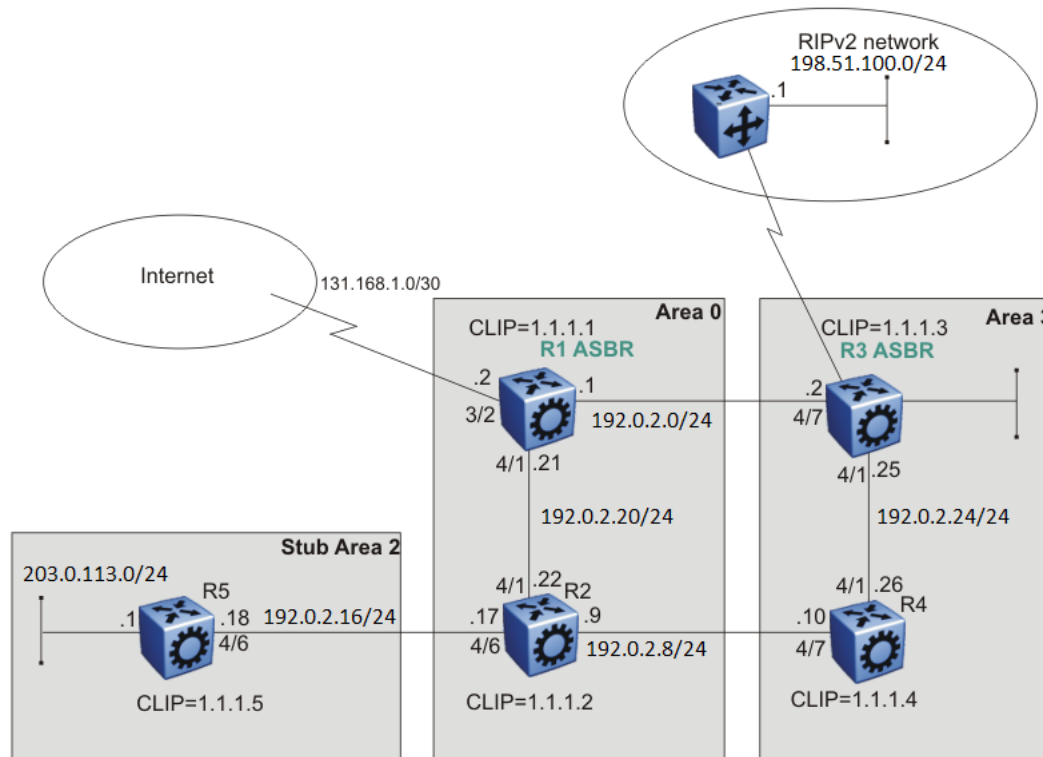 RIPv2 network
198.51.100.0/24
.1
Internet
131.168.1.0/30
Area 0
CLIP=1.1.1.1
R1 ASBR
.2
.1
3/2
192.0.2.0/24
4/1
.21
192.0.2.20/24
Area 3
CLIP=1.1.1.3
R3 ASBR
.2
4/7
4/1
.25
192.0.2.24/24
Stub Area 2
203.0.113.0/24
R5
.1
.18
4/6
192.0.2.16/24
CLIP=1.1.1.5
4/1
.22
R2
.17
.9
4/6
192.0.2.8/24
CLIP=1.1.1.2
4/1
.26
R4
.10
4/7
CLIP=1.1.1.4